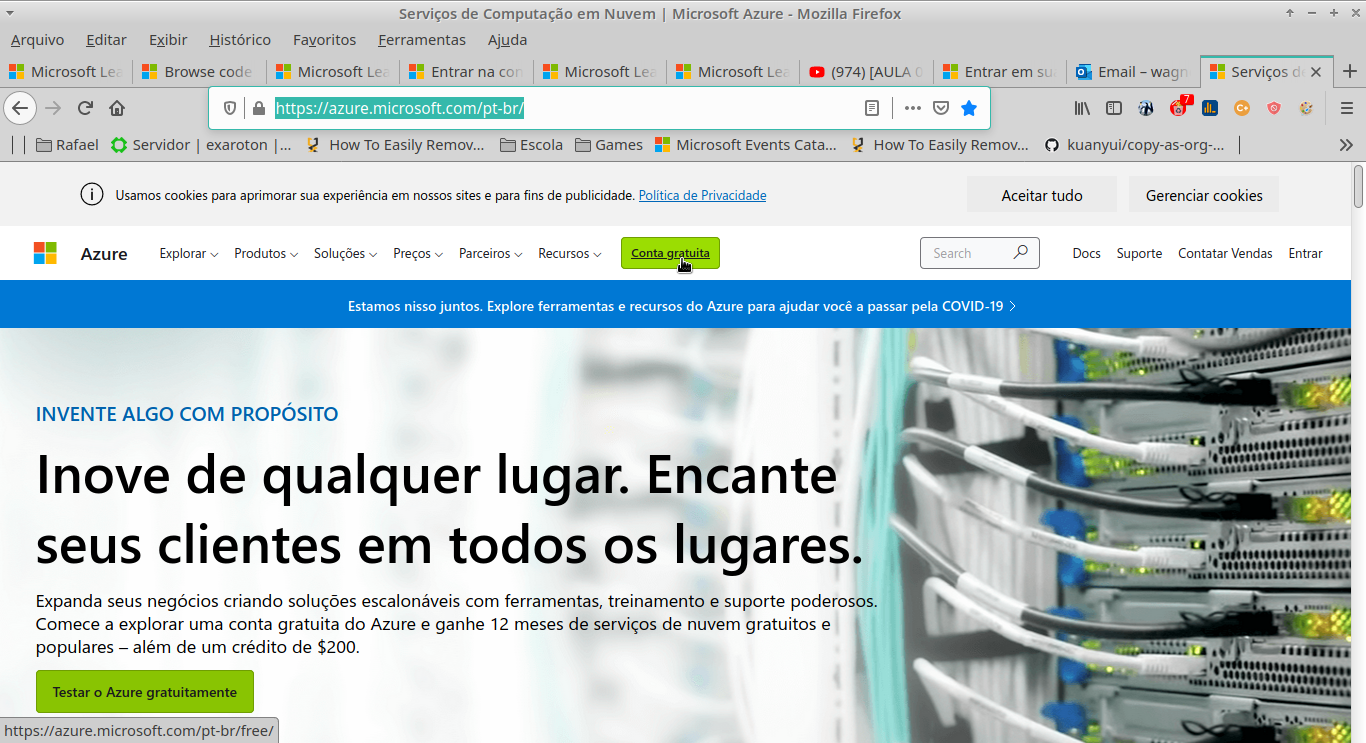 Serviços de Computação em Nuvem | Microsoft Azure - Mozilla Firefox
Arquivo Editar Exibir Histórico Favoritos Ferramentas Ajuda
Microsoft Lea Browse code Microsoft Lea Entrar na con Microsoft Lea Microsoft Lea (974) [AULA 0 Entrar em su Email – wagn Serviços de
https://azure.microsoft.com/pt-br/
7
Rafael Servidor | exaroton |... How To Easily Remov... Escola Games Microsoft Events Cata... How To Easily Remov... kuanyui/copy-as-org-...
Usamos cookies para aprimorar sua experiência em nossos sites e para fins de publicidade. Política de Privacidade Aceitar tudo Gerenciar cookies
Azure Explorar Produtos Soluções Preços Parceiros Recursos Conta gratuita Search Docs Suporte Contatar Vendas Entrar
Estamos nisso juntos. Explore ferramentas e recursos do Azure para ajudar você a passar pela COVID-19
INVENTE ALGO COM PROPÓSITO
Inove de qualquer lugar. Encante
seus clientes em todos os lugares.
Expanda seus negócios criando soluções escalonáveis com ferramentas, treinamento e suporte poderosos.
Comece a explorar uma conta gratuita do Azure e ganhe 12 meses de serviços de nuvem gratuitos e
populares – além de um crédito de $200.
Testar o Azure gratuitamente
https://azure.microsoft.com/pt-br/free/